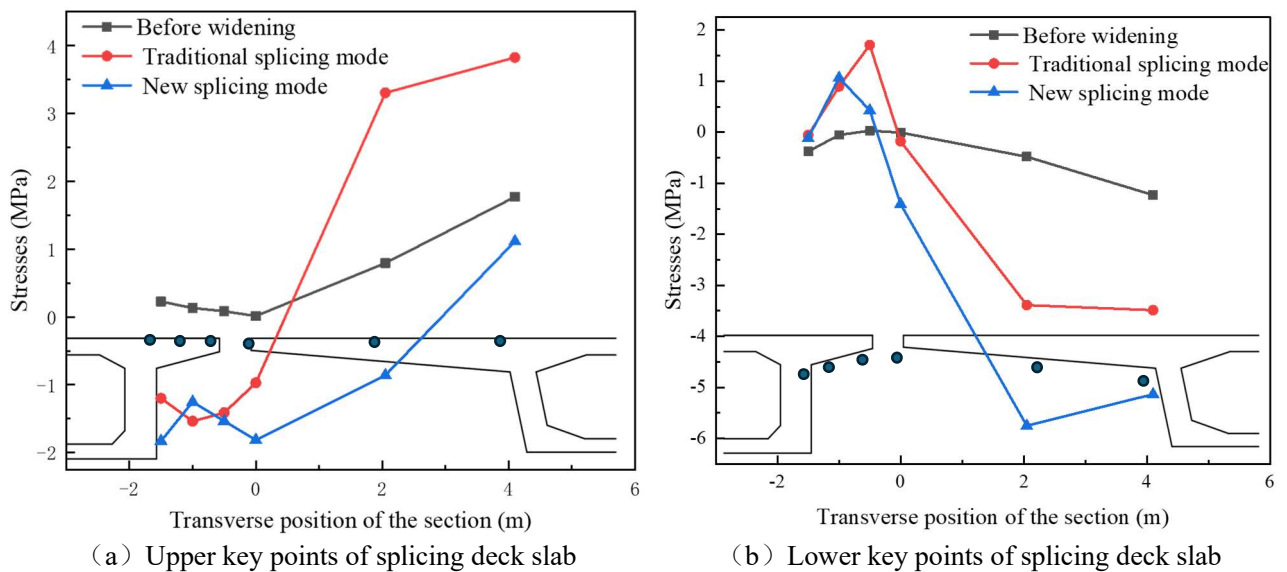 Before widening
Traditional splicing mode
New splicing mode
4
3
2
1
0
-1
-2
Stresses (MPa)
-2
0
2
4
6
Transverse position of the section (m)
（a）Upper key points of splicing deck slab
Before widening
Traditional splicing mode
New splicing mode
2
1
0
-1
-2
-3
-4
-5
-6
Stresses (MPa)
-2
0
2
4
6
Transverse position of the section (m)
（b）Lower key points of splicing deck slab